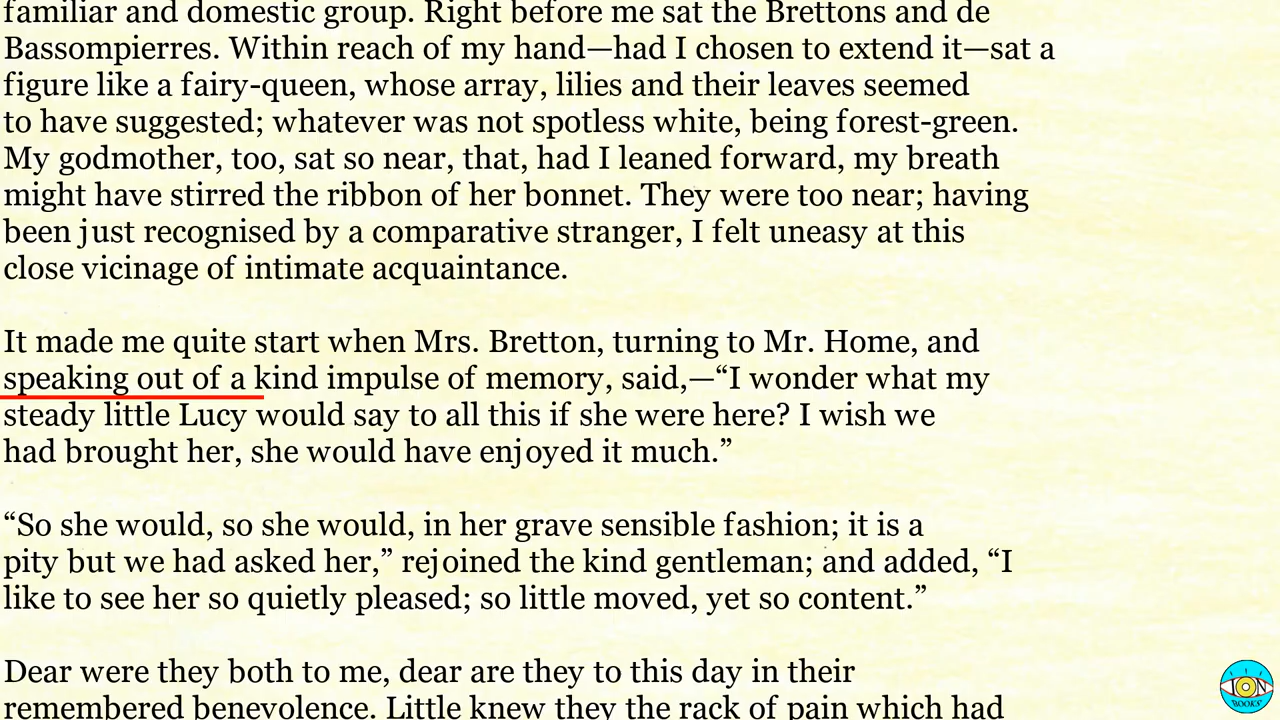 familiar and domestic group. Right before me sat the Brettons and de
Bassompierres. Within reach of my hand—had I chosen to extend it—sat a
figure like a fairy-queen, whose array, lilies and their leaves seemed
to have suggested; whatever was not spotless white, being forest-green.
My godmother, too, sat so near, that, had I leaned forward, my breath
might have stirred the ribbon of her bonnet. They were too near; having
been just recognised by a comparative stranger, I felt uneasy at this
close vicinage of intimate acquaintance.
It made me quite start when Mrs. Bretton, turning to Mr. Home, and
speaking out of a kind impulse of memory, said,—“I wonder what my
steady little Lucy would say to all this if she were here? I wish we
had brought her, she would have enjoyed it much.”
“So she would, so she would, in her grave sensible fashion; it is a
pity but we had asked her,” rejoined the kind gentleman; and added, “I
like to see her so quietly pleased; so little moved, yet so content.”
Dear were they both to me, dear are they to this day in their
remembered benevolence. Little knew they the rack of pain which had
ION
BOOKS